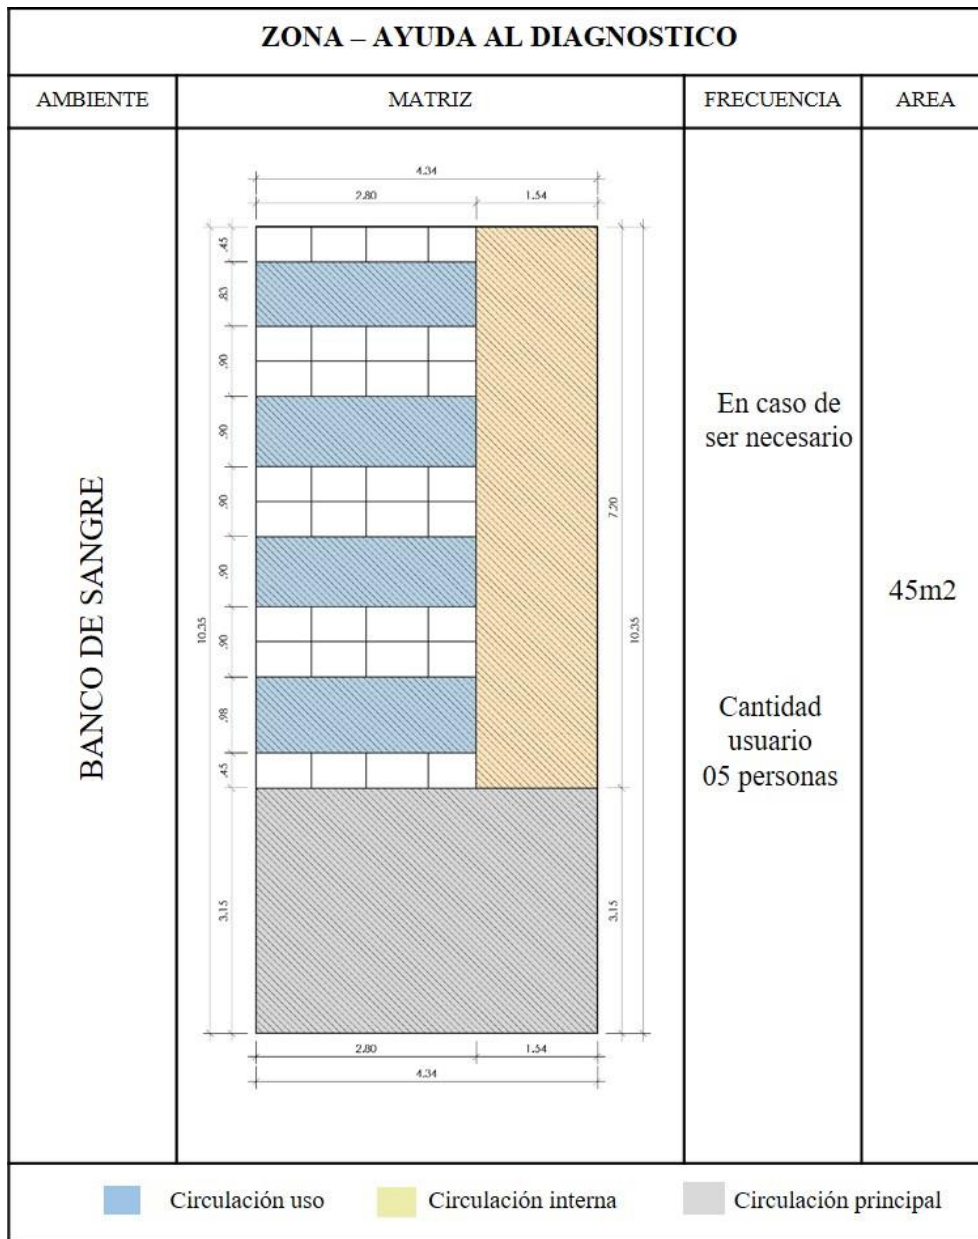 ZONA – AYUDA AL DIAGNOSTICO
AMBIENTE
MATRIZ
FRECUENCIA
AREA
BANCO DE SANGRE
4.34
2.80
1.54
.45
.83
.90
.90
.90
.90
.90
.98
.45
3.15
10.35
7.20
10.35
3.15
2.80
1.54
4.34
En caso de
ser necesario
Cantidad
usuario
05 personas
45m2
Circulación uso
Circulación interna
Circulación principal